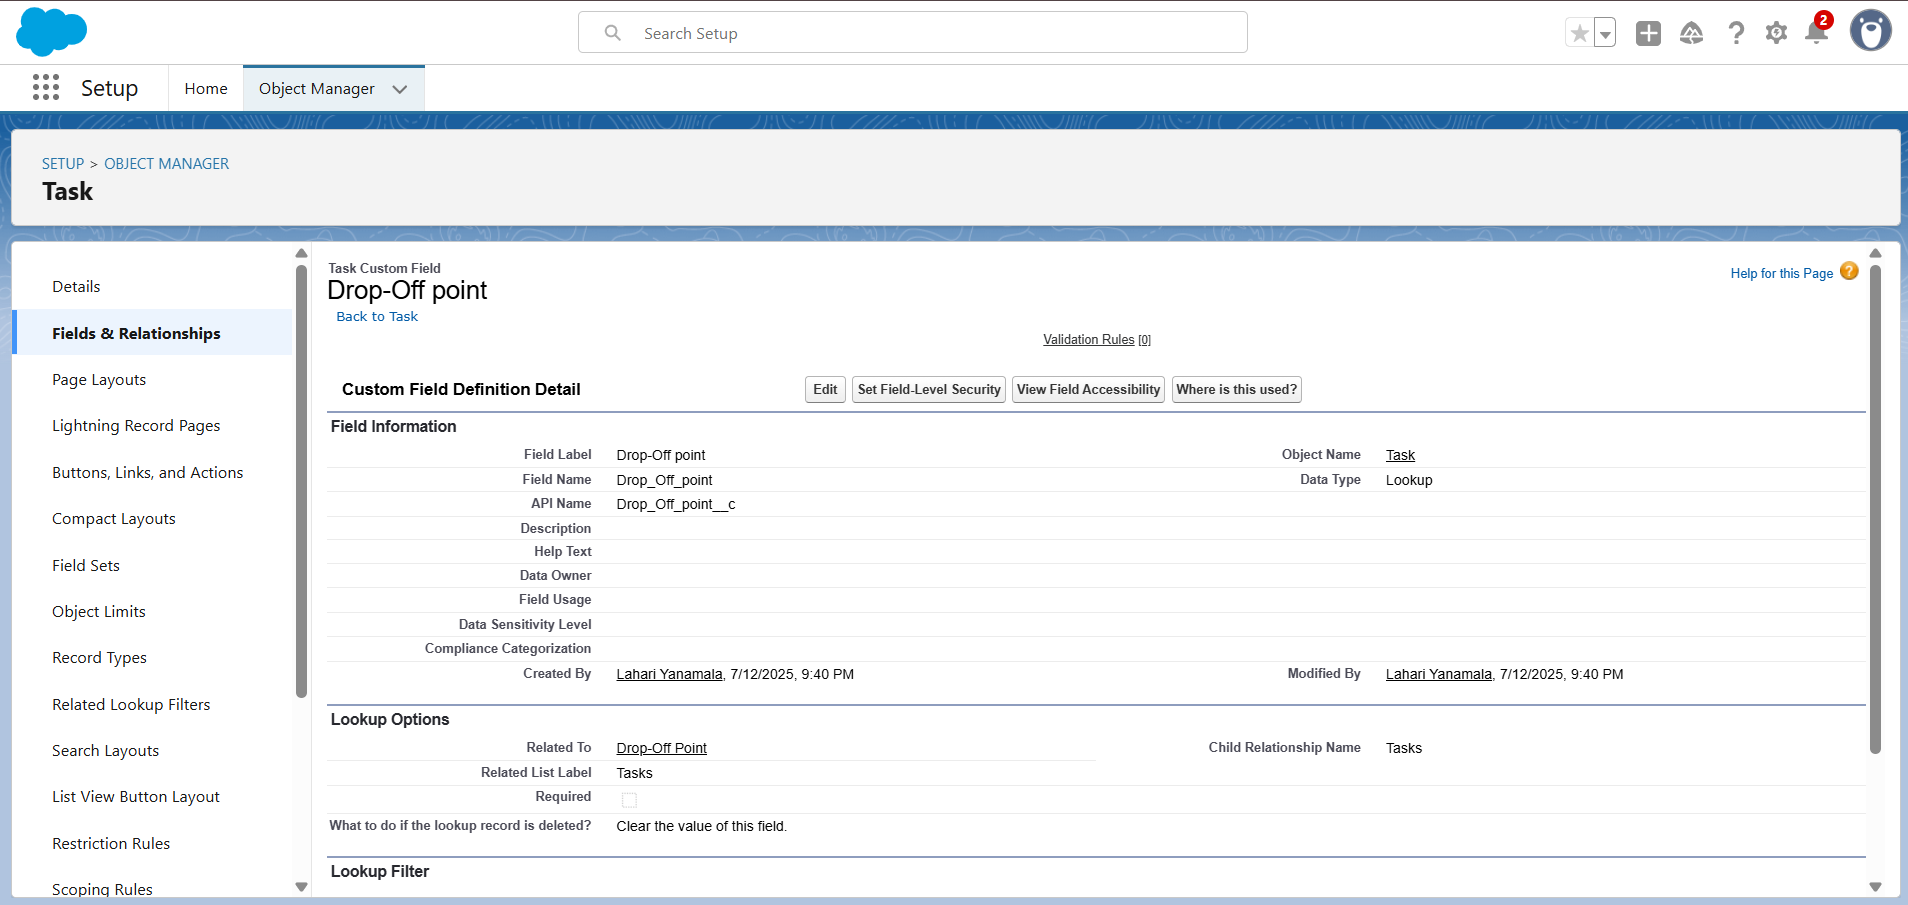 Search Setup
2
Setup
Home
Object Manager
SETUP > OBJECT MANAGER
Task
Details
Fields & Relationships
Page Layouts
Lightning Record Pages
Buttons, Links, and Actions
Compact Layouts
Field Sets
Object Limits
Record Types
Related Lookup Filters
Search Layouts
List View Button Layout
Restriction Rules
Scoping Rules
Task Custom Field
Drop-Off point
Back to Task
Help for this Page ?
Validation Rules [0]
Custom Field Definition Detail
Edit Set Field-Level Security View Field Accessibility Where is this used?
Field Information
Field Label Drop-Off point Object Name Task
Field Name Drop_Off_point Data Type Lookup
API Name Drop_Off_point__c
Description
Help Text
Data Owner
Field Usage
Data Sensitivity Level
Compliance Categorization
Created By Lahari Yanamala, 7/12/2025, 9:40 PM Modified By Lahari Yanamala, 7/12/2025, 9:40 PM
Lookup Options
Related To Drop-Off Point Child Relationship Name Tasks
Related List Label Tasks
Required
What to do if the lookup record is deleted? Clear the value of this field.
Lookup Filter